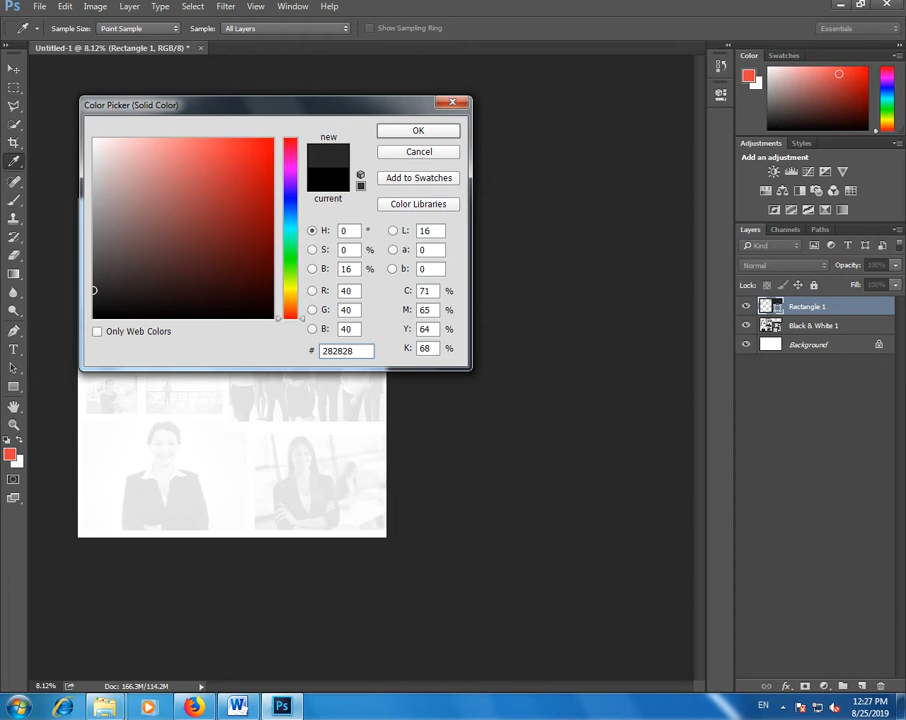 Ps File Edit Image Layer Type Select Filter View Window Help
Sample Size: Point Sample Sample: All Layers Show Sampling Ring Essentials
Untitled-1 @ 8.12% (Rectangle 1, RGB/8) * ×
Color Swatches
Color Picker (Solid Color)
new
current
OK
Cancel
Add to Swatches
Color Libraries
H: 0 °
S: 0 %
B: 16 %
R: 40
G: 40
B: 40
# 282828
L: 16
a: 0
b: 0
C: 71 %
M: 65 %
Y: 64 %
K: 68 %
Only Web Colors
Adjustments Styles
Add an adjustment
Layers Channels Paths
Kind
Normal Opacity:
Lock: Fill:
Rectangle 1
Black & White 1
Background
T
8.12% Doc: 166.3M/114.2M
W Ps EN 12:27 PM
8/25/2019